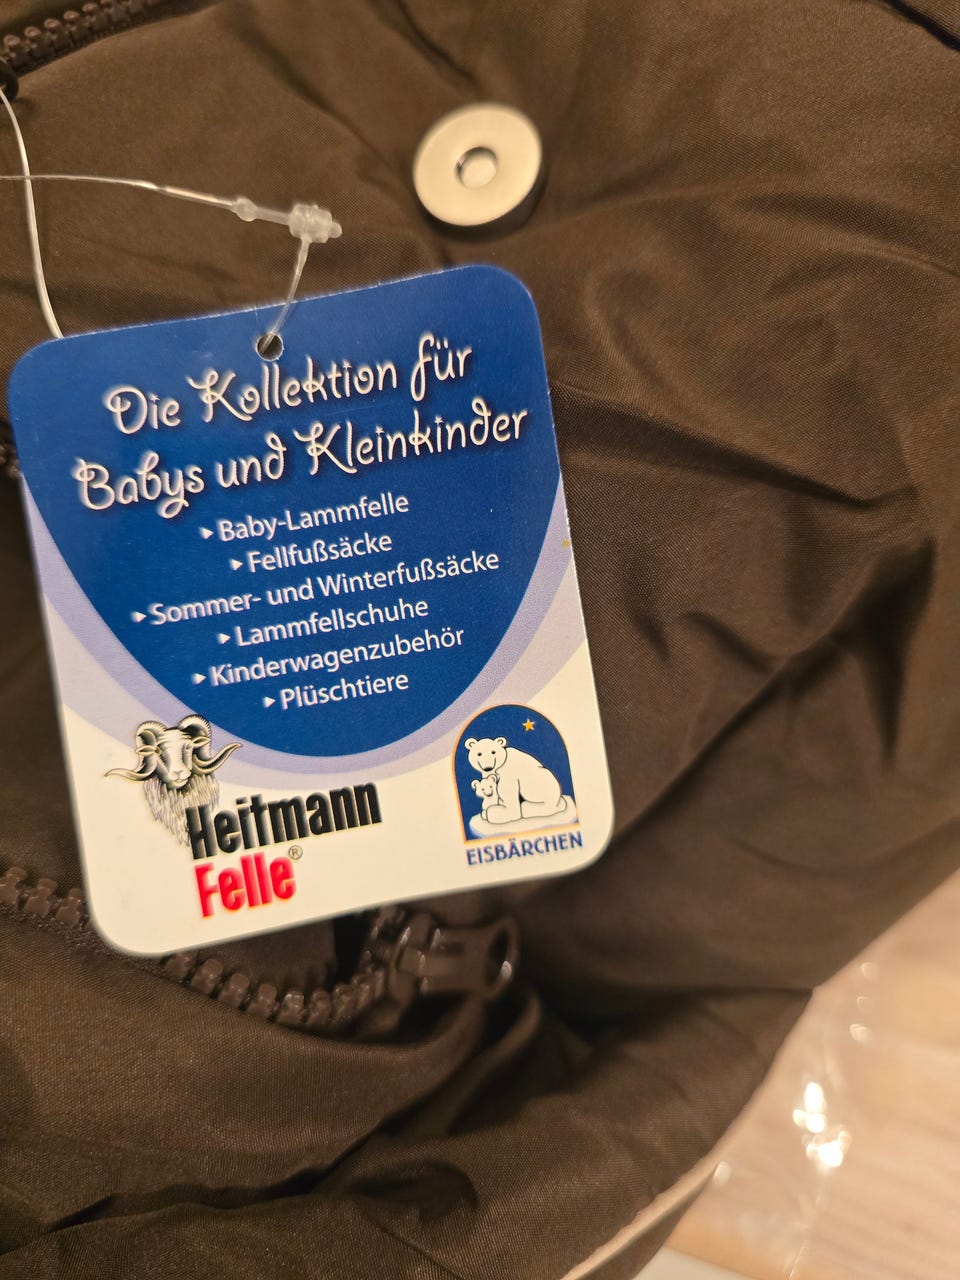 Die Kollektion für
Babys und Kleinkinder
▸ Baby-Lammfelle
▸ Fellfußsäcke
▸ Sommer- und Winterfußsäcke
▸ Lammfellschuhe
▸ Kinderwagenzubehör
▸ Plüschtiere
Heitmann
Felle®
EISBÄRCHEN